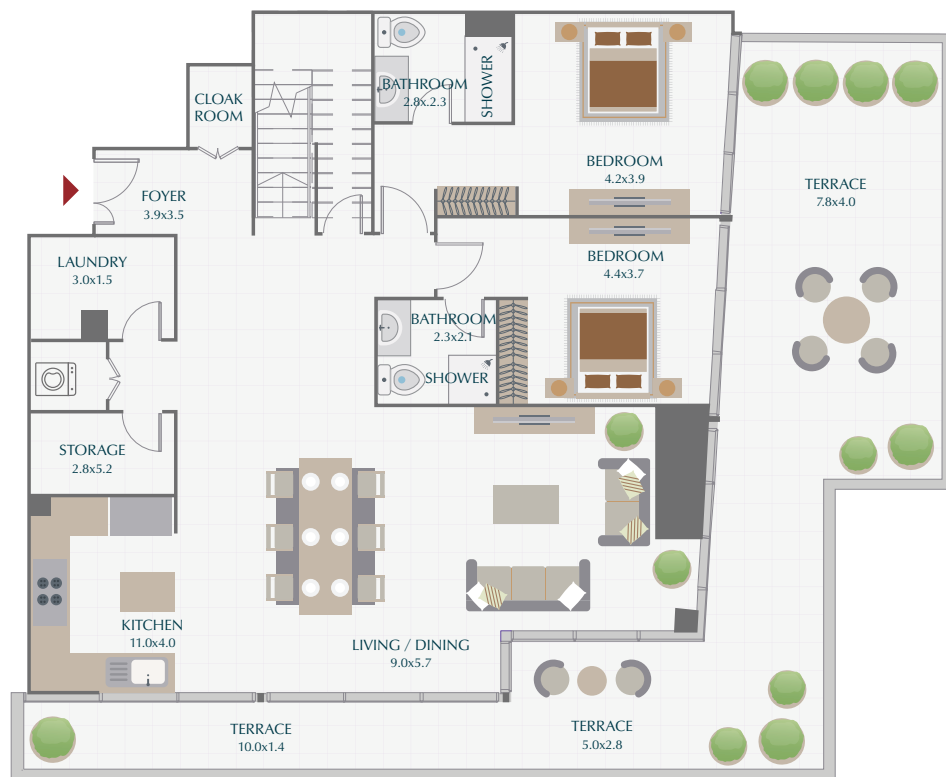 BATHROOM
2.8x.2.3
SHOWER
CLOAK
ROOM
BEDROOM
4.2x3.9
TERRACE
7.8x4.0
FOYER
3.9x3.5
LAUNDRY
3.0x1.5
BEDROOM
4.4x3.7
BATHROOM
2.3x2.1
SHOWER
STORAGE
2.8x5.2
KITCHEN
11.0x4.0
LIVING / DINING
9.0x5.7
TERRACE
10.0x1.4
TERRACE
5.0x2.8